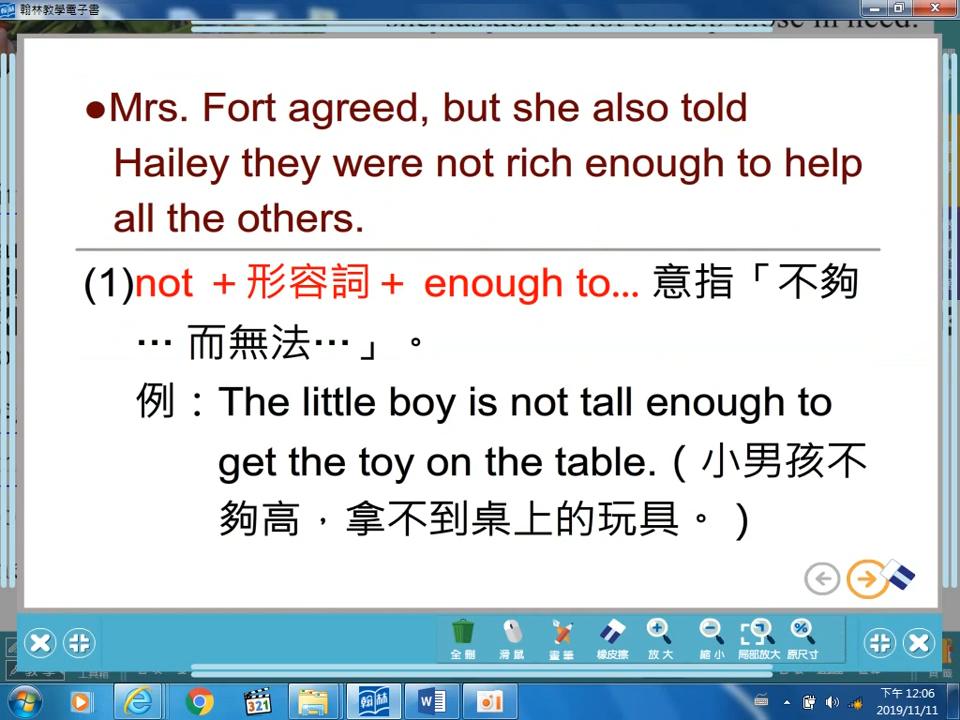 翰林教學電子書
●Mrs. Fort agreed, but she also told
Hailey they were not rich enough to help
all the others.
(1)not ＋形容詞＋ enough to… 意指「不夠
… 而無法…」。
例：The little boy is not tall enough to
get the toy on the table.（小男孩不
夠高，拿不到桌上的玩具。）
全刪 滑鼠 畫筆 橡皮擦 放大 縮小 局部放大 原尺寸
工具箱
321
下午 12:06
2019/11/11